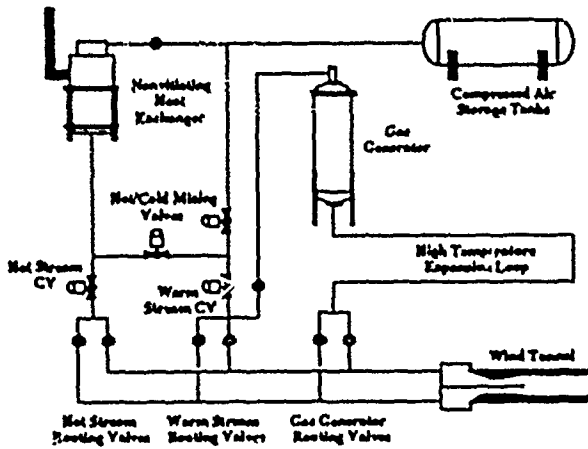 Nonvitiating
Heat
Exchanger
Compressed Air
Storage Tanks
Gas
Generator
Hot/Cold Mixing
Valves
Hot Stream
CV
Warm
Stream CV
High Temperature
Expansion Loop
Wind Tunnel
Hot Stream
Routing Valves
Warm Stream
Routing Valves
Gas Generator
Routing Valves